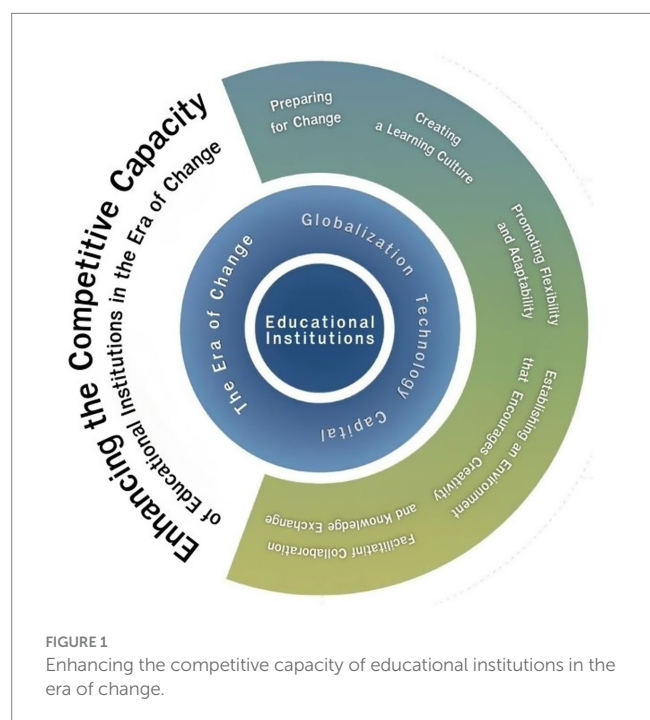 Enhancing the Competitive Capacity
of Educational Institutions in the Era of Change
Preparing
for Change
Creating
a Learning Culture
Promoting Flexibility
and Adaptability
Establishing an Environment
that Encourages Creativity
Facilitatinf Collaboration
and Knowledge Exchange
The Era of Change
Globalization
Technology
Capital
Educational
Institutions
FIGURE 1
Enhancing the competitive capacity of educational institutions in the
era of change.